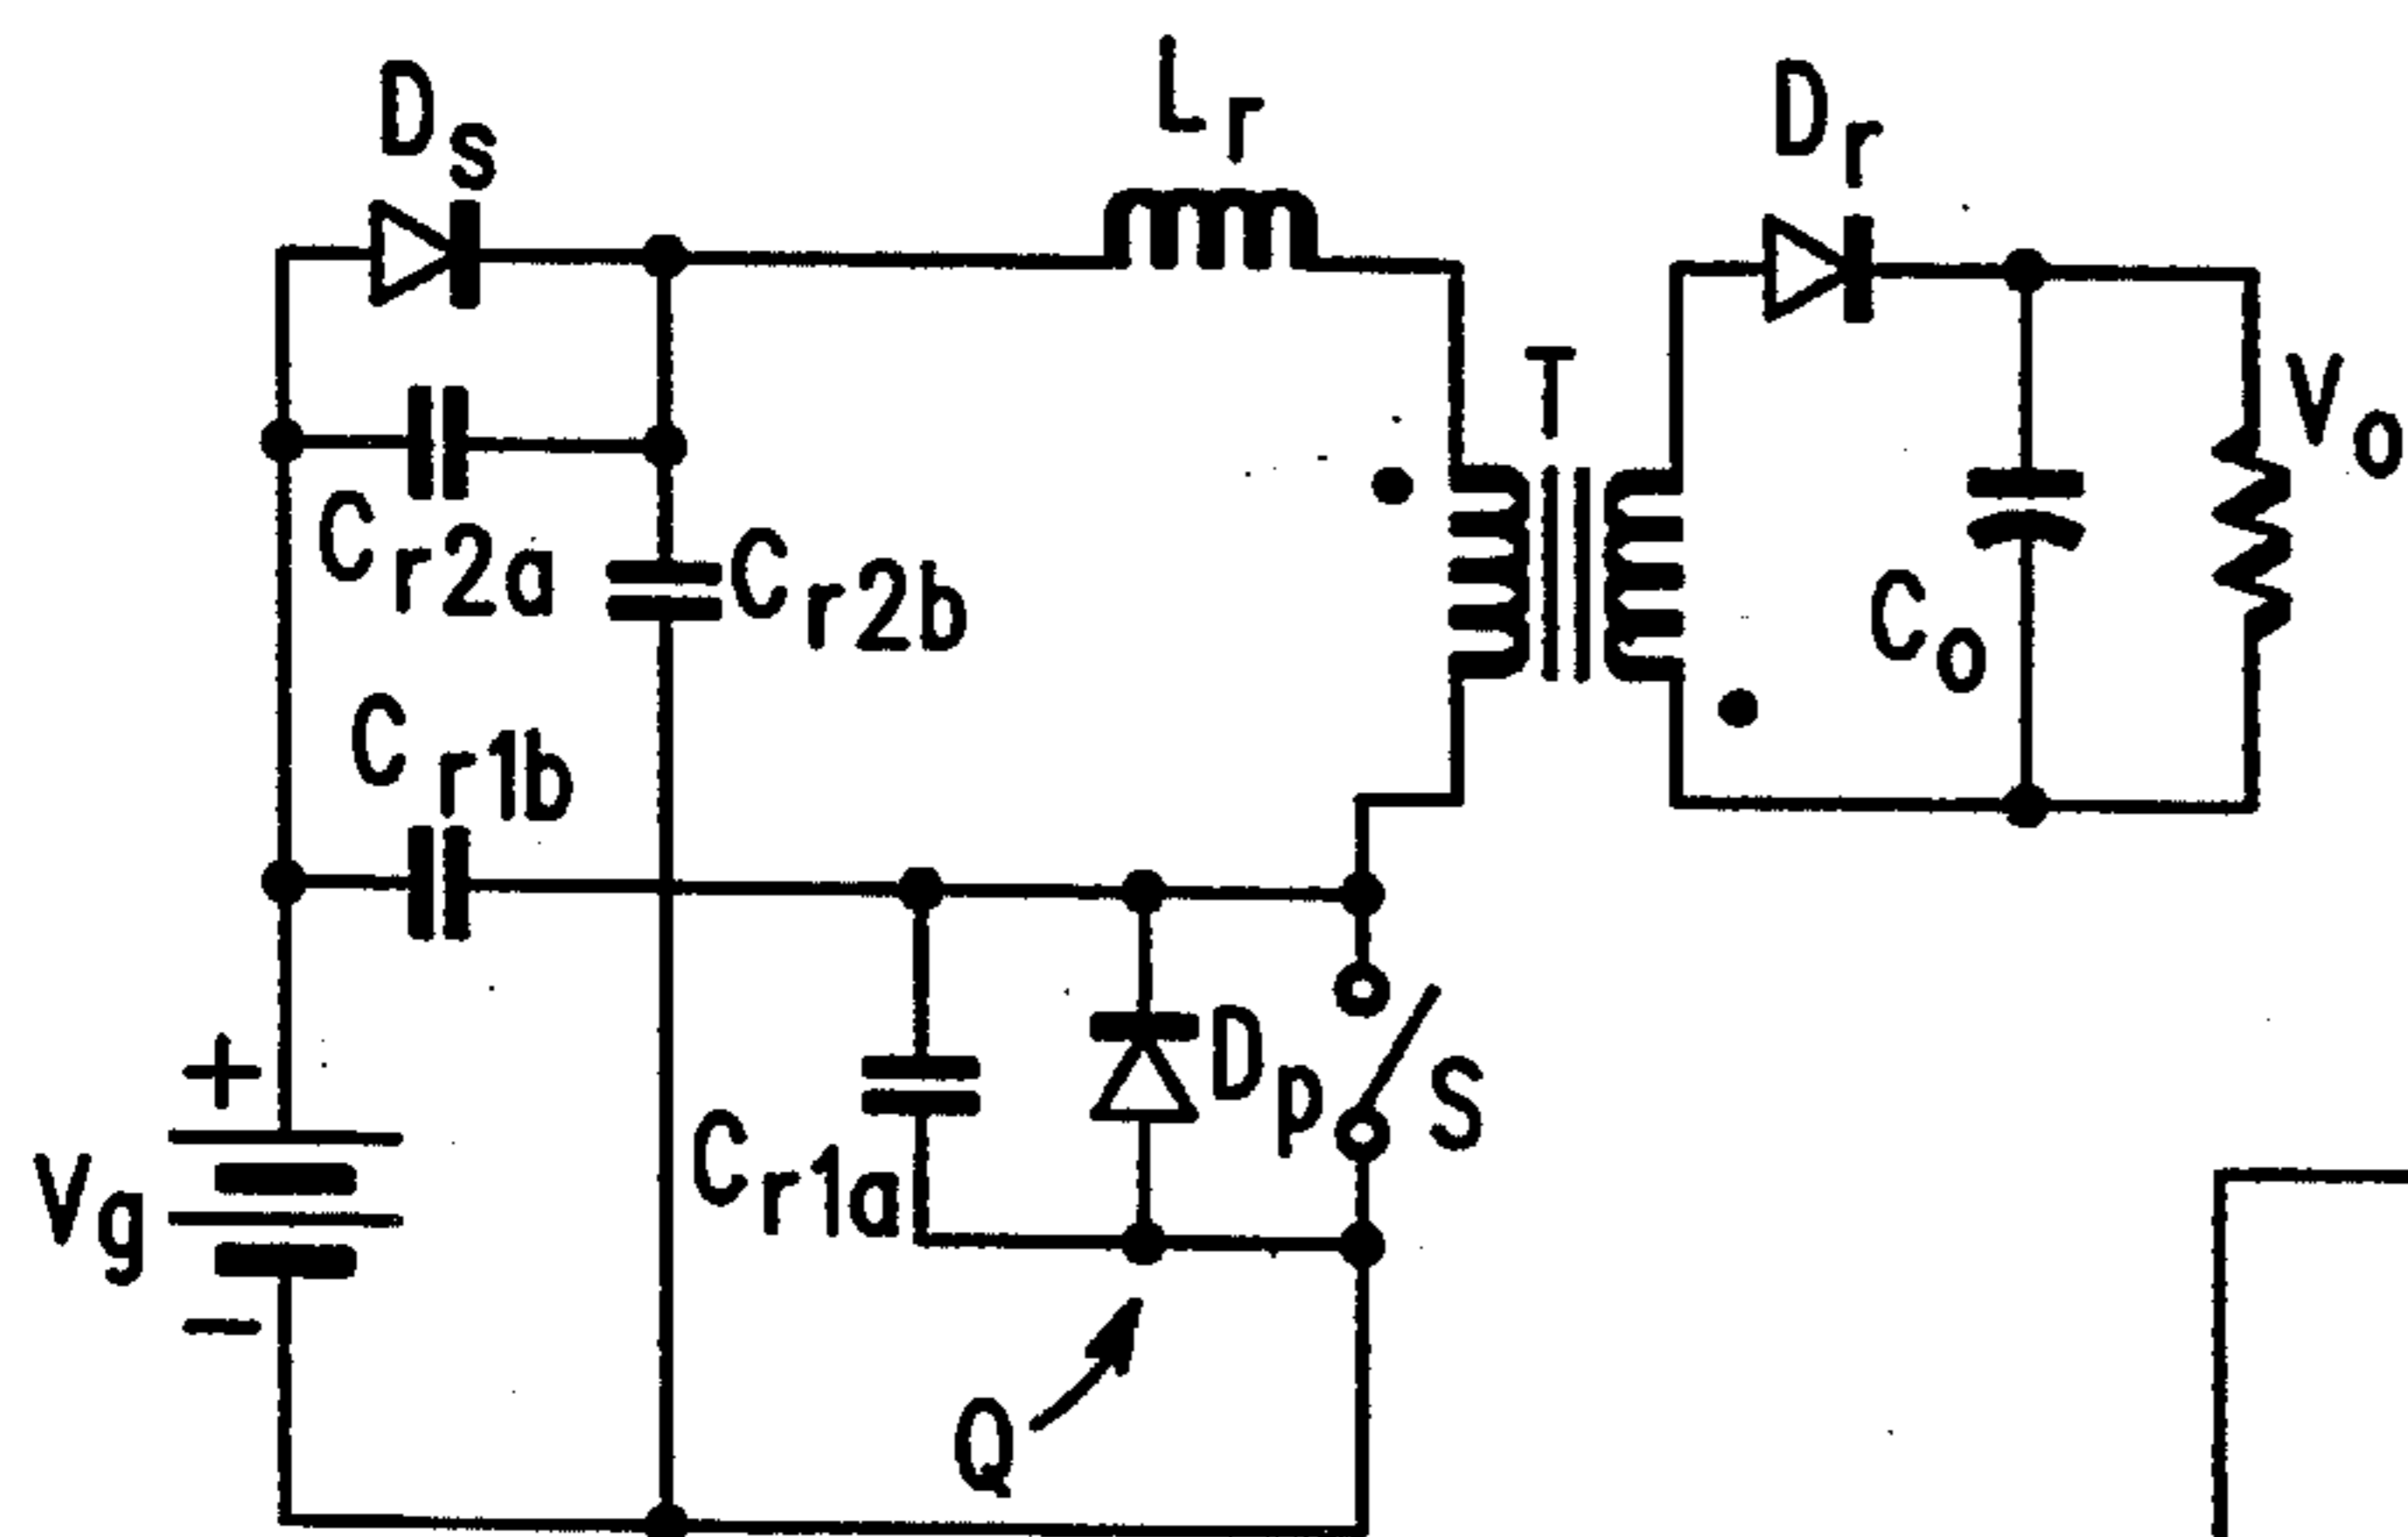 Ds
Lr
Dr
T
Vo
Cr2a
Cr2b
Co
Cr1b
+
Dp
S
Vg
Cr1a
−
Q